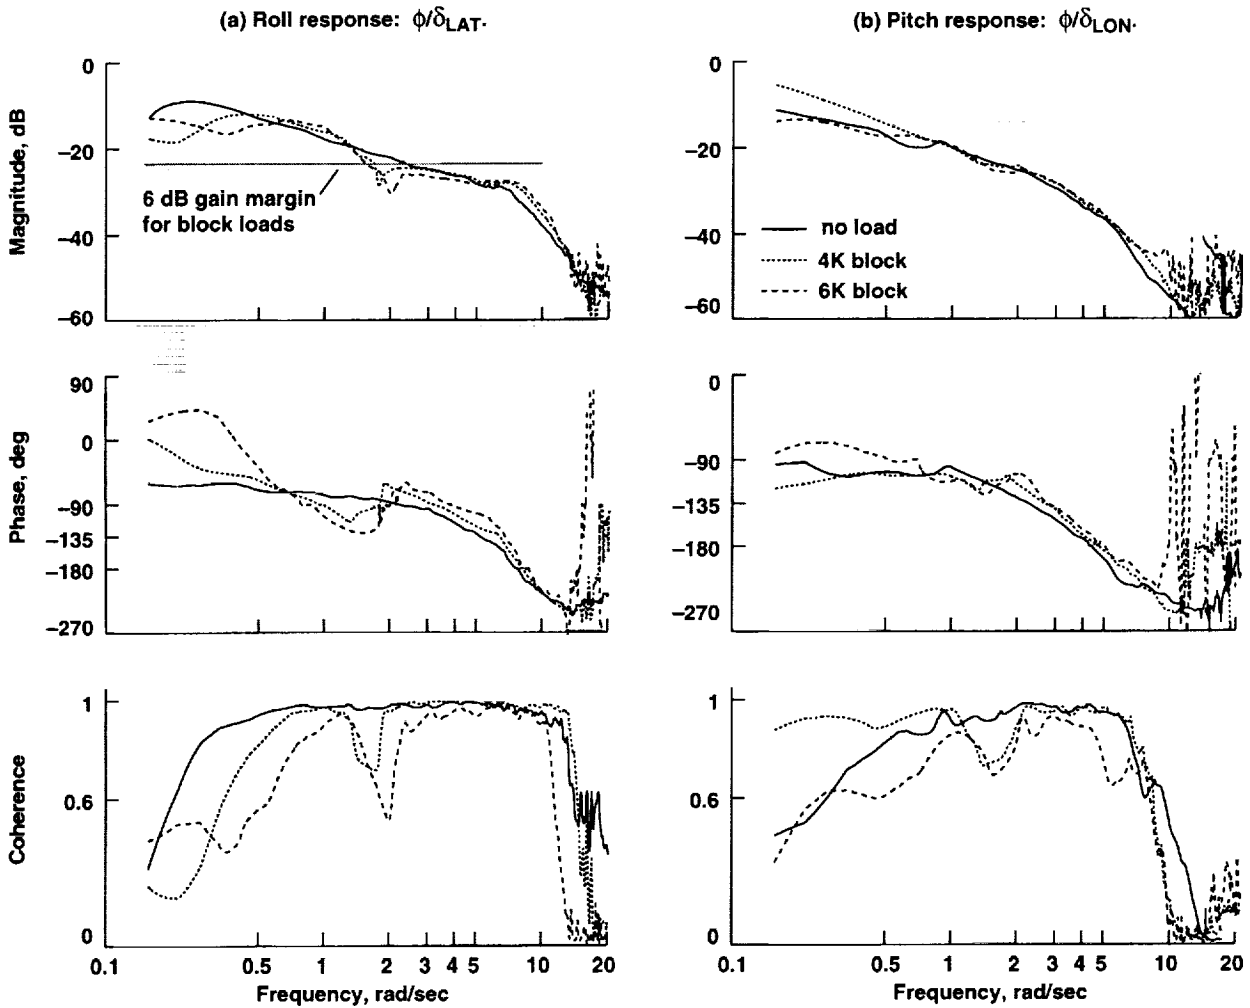 (a) Roll response: ϕ/δLAT.
(b) Pitch response: ϕ/δLON.
Magnitude, dB
0
−20
−40
−60
6 dB gain margin
for block loads
0
−20
−40
−60
no load
4K block
6K block
Phase, deg
90
0
−90
−135
−180
−270
0
−90
−135
−180
−270
Coherence
1
0.6
0
0.1 0.5 1 2 3 4 5 10 20
Frequency, rad/sec
1
0.6
0
0.1 0.5 1 2 3 4 5 10 20
Frequency, rad/sec